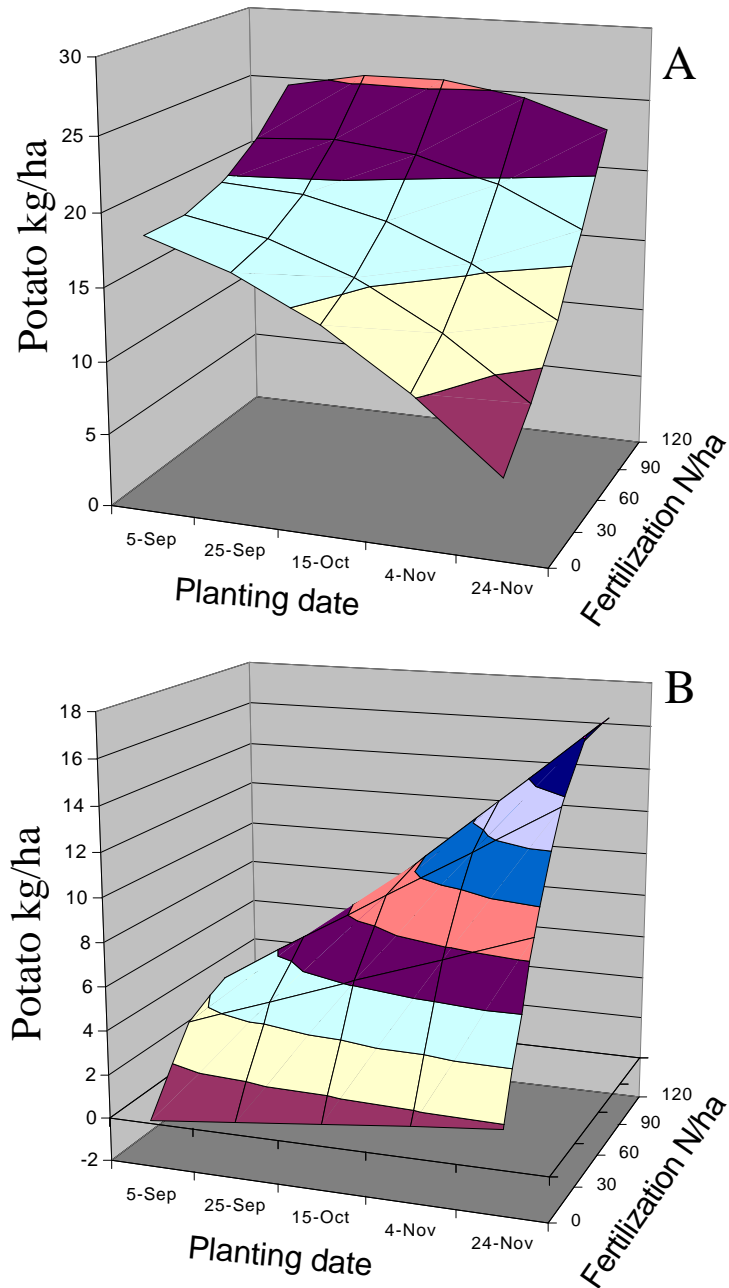 A
30
25
20
15
10
5
0
Potato kg/ha
5-Sep
25-Sep
15-Oct
4-Nov
24-Nov
Planting date
0
30
60
90
120
Fertilization N/ha
B
18
16
14
12
10
8
6
4
2
0
-2
Potato kg/ha
5-Sep
25-Sep
15-Oct
4-Nov
24-Nov
Planting date
0
30
60
90
120
Fertilization N/ha